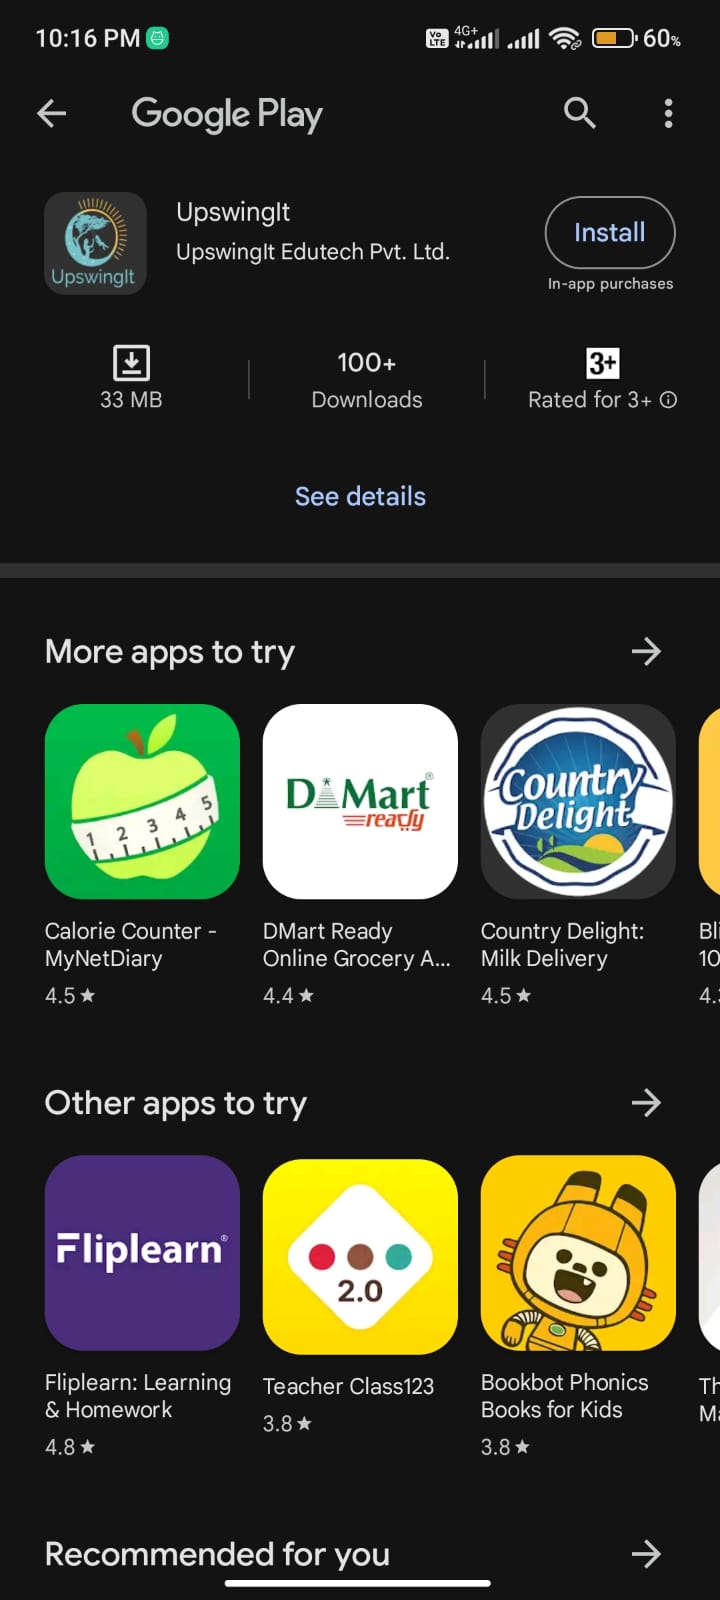 10:16 PM
Vo LTE 4G+ 60%
Google Play
UpswingIt
UpswingIt Edutech Pvt. Ltd.
UpswingIt
Install
In-app purchases
100+
3+
33 MB
Downloads
Rated for 3+
See details
More apps to try
1 2 3 4 5
DMart®
ready
Country
Delight
Calorie Counter -
MyNetDiary
4.5★
DMart Ready
Online Grocery A...
4.4★
Country Delight:
Milk Delivery
4.5★
Bli
10
4.
Other apps to try
Fliplearn®
2.0
Fliplearn: Learning
& Homework
4.8★
Teacher Class123
3.8★
Bookbot Phonics
Books for Kids
3.8★
Th
Ma
Recommended for you